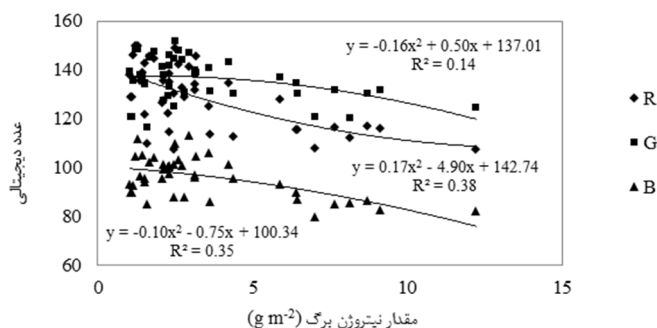 160
140
120
100
80
60
عدد دیجیتالی
y = -0.16x² + 0.50x + 137.01
R² = 0.14
0.17x² - 4.90x + 142.74
R² = 0.38
y = -0.10x² - 0.75x + 100.34
R² = 0.35
R
G
B
0 5 10 15
مقدار نیتروژن برگ (g m⁻²)